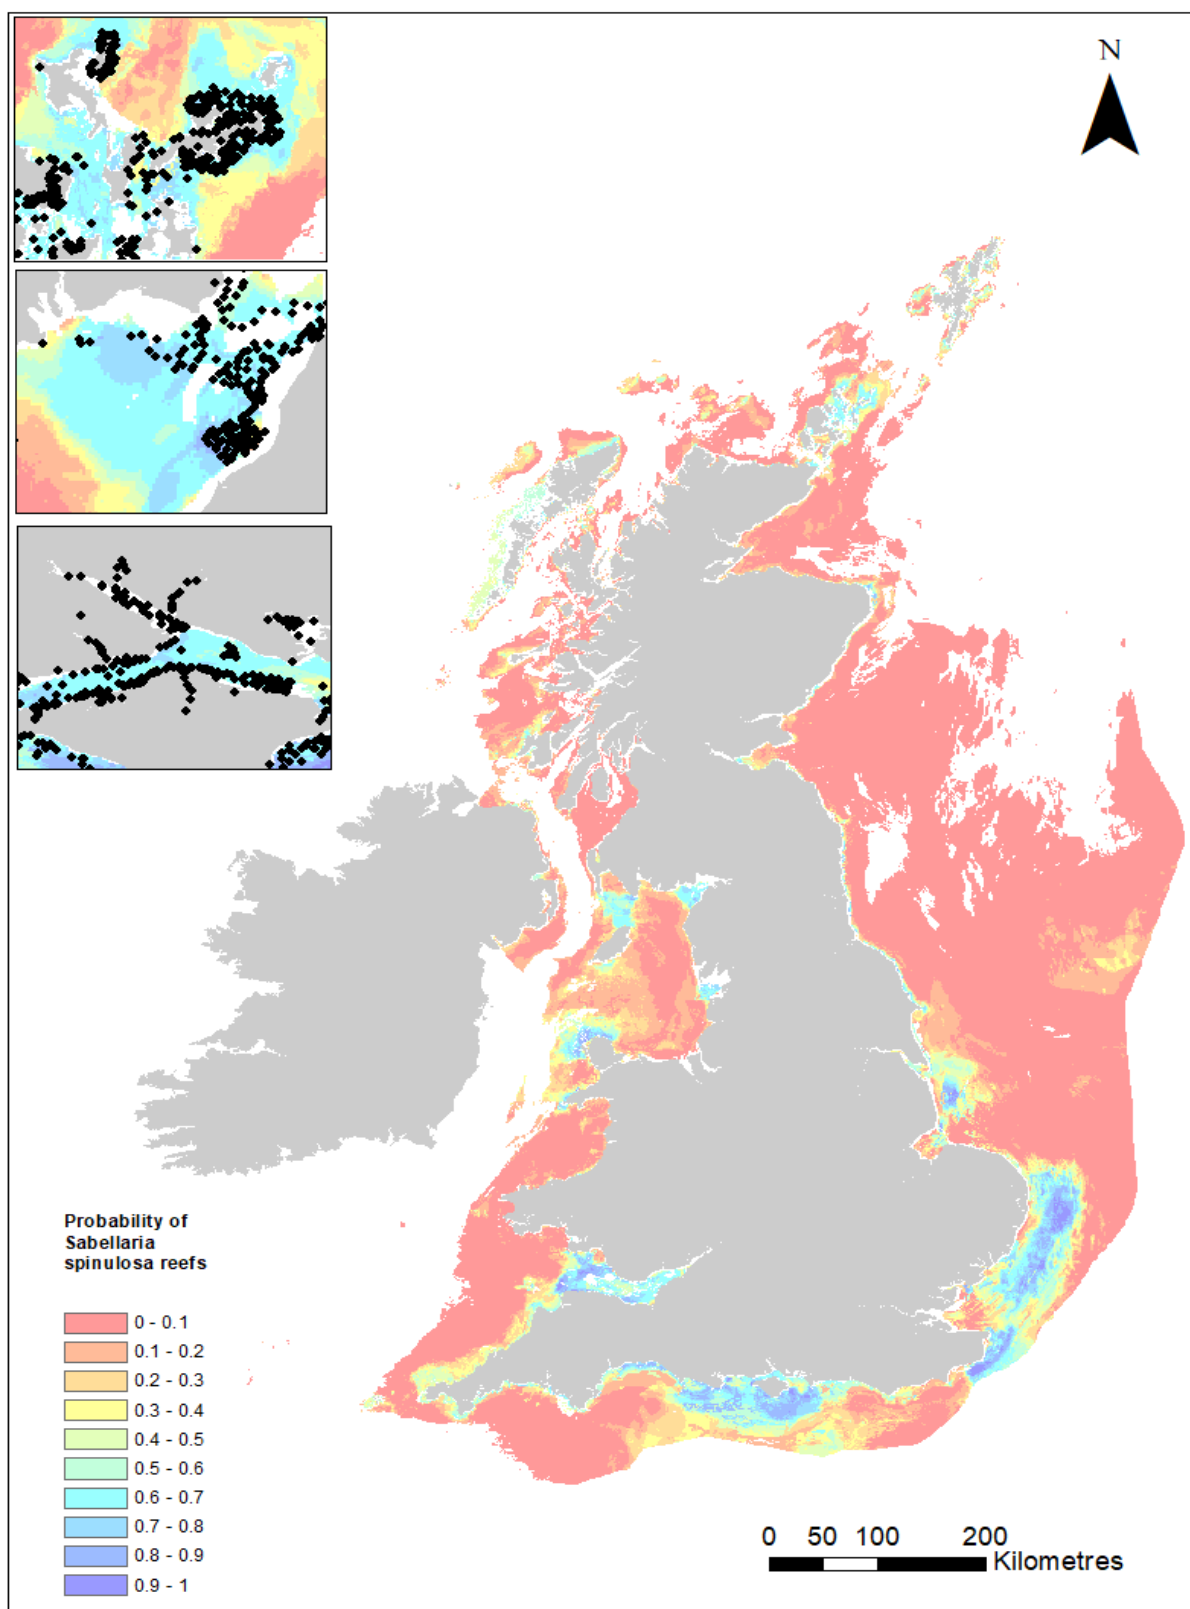 N
Probability of
Sabellaria
spinulosa reefs
0 - 0.1
0.1 - 0.2
0.2 - 0.3
0.3 - 0.4
0.4 - 0.5
0.5 - 0.6
0.6 - 0.7
0.7 - 0.8
0.8 - 0.9
0.9 - 1
0 50 100 200
Kilometres